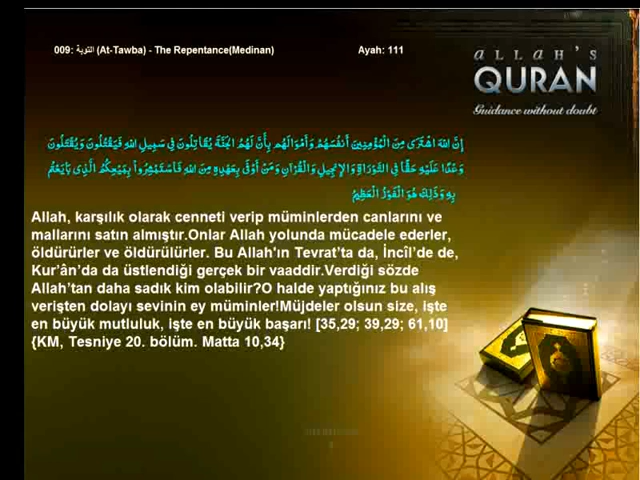 009: التوبة (At-Tawba) - The Repentance(Medinan) Ayah: 111
ALLAH'S
QURAN
Guidance without doubt
إِنَّ اللّهَ اشْتَرَى مِنَ الْمُؤْمِنِينَ أَنفُسَهُمْ وَأَمْوَالَهُم بِأَنَّ لَهُمُ الجَنَّةَ يُقَاتِلُونَ فِي سَبِيلِ اللّهِ فَيَقْتُلُونَ وَيُقْتَلُونَ
وَعْدًا عَلَيْهِ حَقًّا فِي التَّوْرَاةِ وَالإِنجِيلِ وَالْقُرْآنِ وَمَنْ أَوْفَى بِعَهْدِهِ مِنَ اللّهِ فَاسْتَبْشِرُواْ بِبَيْعِكُمُ الَّذِي بَايَعْتُم
بِهِ وَذَلِكَ هُوَ الْفَوْزُ الْعَظِيمُ
Allah, karşılık olarak cenneti verip müminlerden canlarını ve
mallarını satın almıştır.Onlar Allah yolunda mücadele ederler,
öldürürler ve öldürülürler. Bu Allah'ın Tevrat'ta da, İncîl'de de,
Kur'ân'da da üstlendiği gerçek bir vaaddir.Verdiği sözde
Allah'tan daha sadık kim olabilir?O halde yaptığınız bu alış
verişten dolayı sevinin ey müminler!Müjdeler olsun size, işte
en büyük mutluluk, işte en büyük başarı! [35,29; 39,29; 61,10]
{KM, Tesniye 20. bölüm. Matta 10,34}